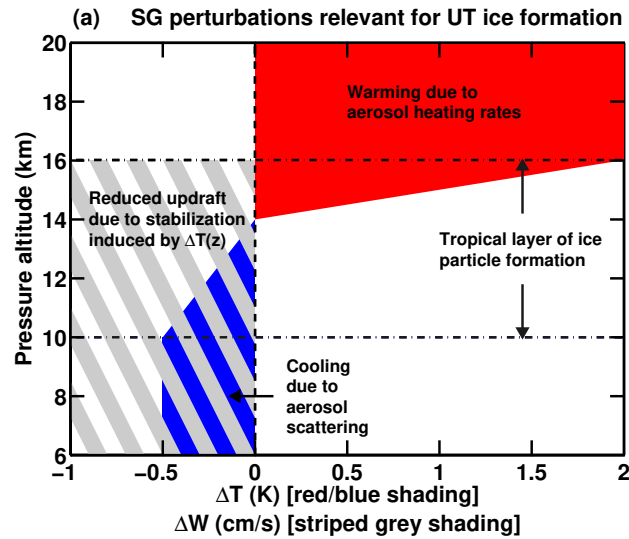 (a) SG perturbations relevant for UT ice formation
20
18
16
14
12
10
8
6
Pressure altitude (km)
Warming due to
aerosol heating rates
Reduced updraft
due to stabilization
induced by ΔT(z)
Tropical layer of ice
particle formation
Cooling
due to
aerosol
scattering
−1 −0.5 0 0.5 1 1.5 2
ΔT (K) [red/blue shading]
ΔW (cm/s) [striped grey shading]